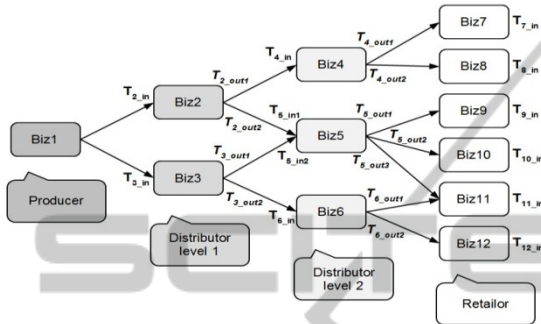 Biz7 T7_in
T4_out1
T4_in
Biz4
T4_out2
Biz8 T8_in
T2_out1
T2_in
Biz2
T2_out2
T5_in1
T5_out1
Biz9 T9_in
Biz1
Biz5
T5_out2
T5_in2
T5_out3
Biz10 T10_in
T3_out1
T3_in
Biz3
T3_out2
T6_in
Biz6
T6_out1
T6_out2
Biz11 T11_in
Biz12 T12_in
Producer
Distributor
level 1
Distributor
level 2
Retailor